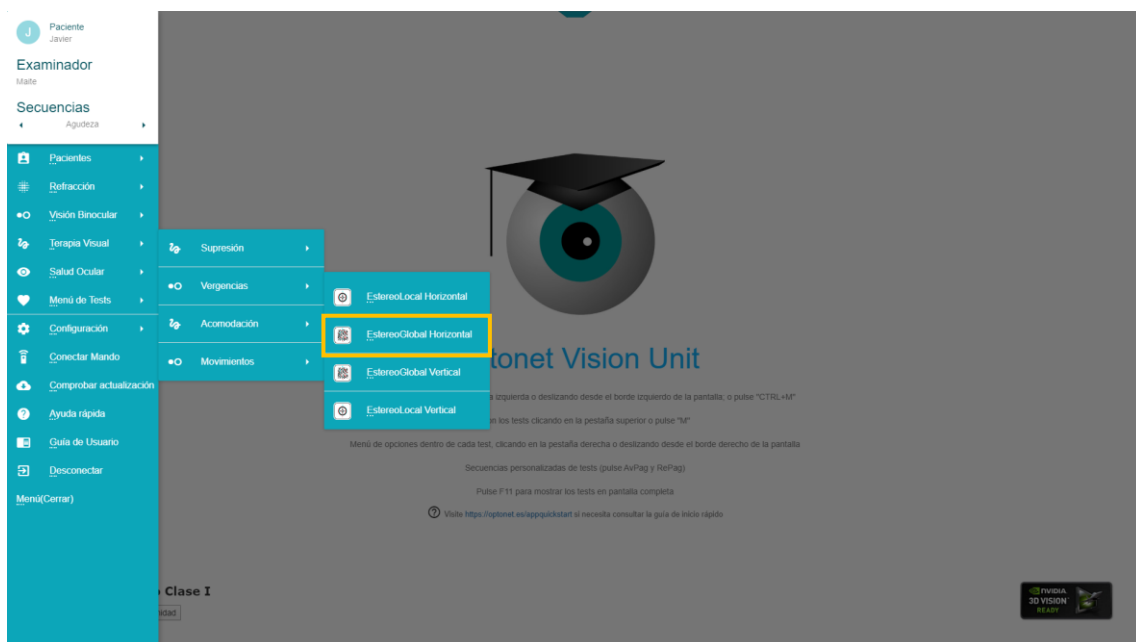 J
Paciente
Javier
Examinador
Maite
Secuencias
Agudeza
Pacientes
Refracción
Visión Binocular
Terapia Visual
Salud Ocular
Menú de Tests
Configuración
Conectar Mando
Comprobar actualización
Ayuda rápida
Guía de Usuario
Desconectar
Menú(Cerrar)
Supresión
Vergencias
Acomodación
Movimientos
EstereoLocal Horizontal
EstereoGlobal Horizontal
EstereoGlobal Vertical
EstereoLocal Vertical
tonet Vision Unit
a izquierda o deslizando desde el borde izquierdo de la pantalla; o pulse "CTRL+M"
on los tests clicando en la pestaña superior o pulse "M"
Menú de opciones dentro de cada test, clicando en la pestaña derecha o deslizando desde el borde derecho de la pantalla
Secuencias personalizadas de tests (pulse AvPag y RePag)
Pulse F11 para mostrar los tests en pantalla completa
Visite https://optonet.es/appquickstart si necesita consultar la guía de inicio rápido
Clase I
idad
NVIDIA
3D VISION
READY